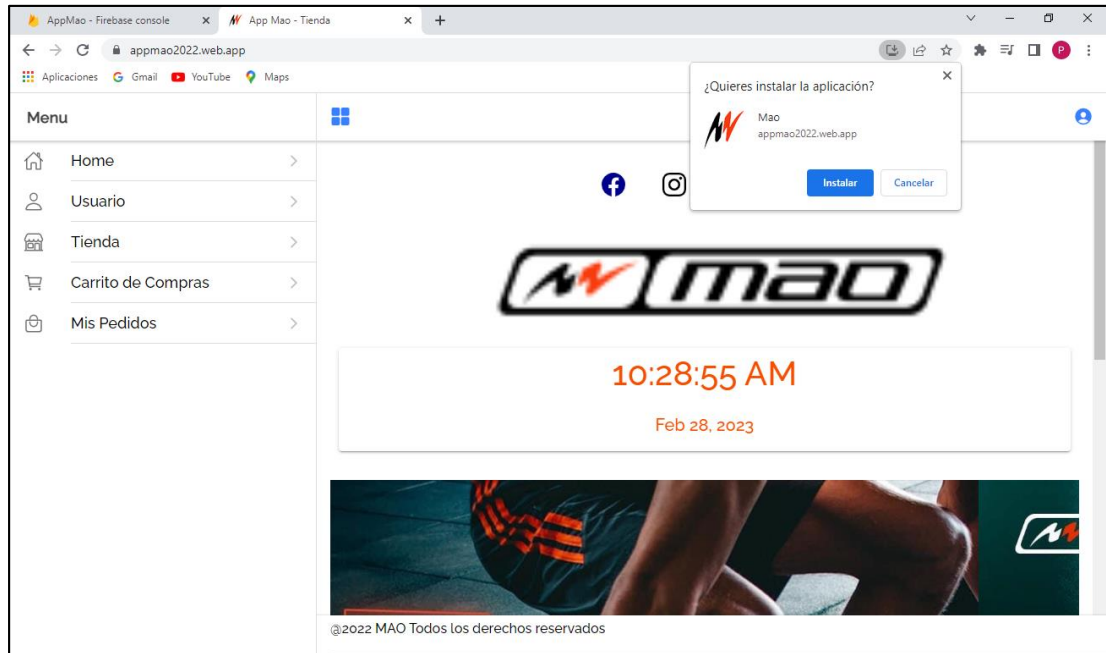 AppMao - Firebase console
App Mao - Tienda
appmao2022.web.app
Aplicaciones Gmail YouTube Maps
P
¿Quieres instalar la aplicación?
Mao
appmao2022.web.app
Instalar Cancelar
Menu
Home
Usuario
Tienda
Carrito de Compras
Mis Pedidos
mao
10:28:55 AM
Feb 28, 2023
@2022 MAO Todos los derechos reservados